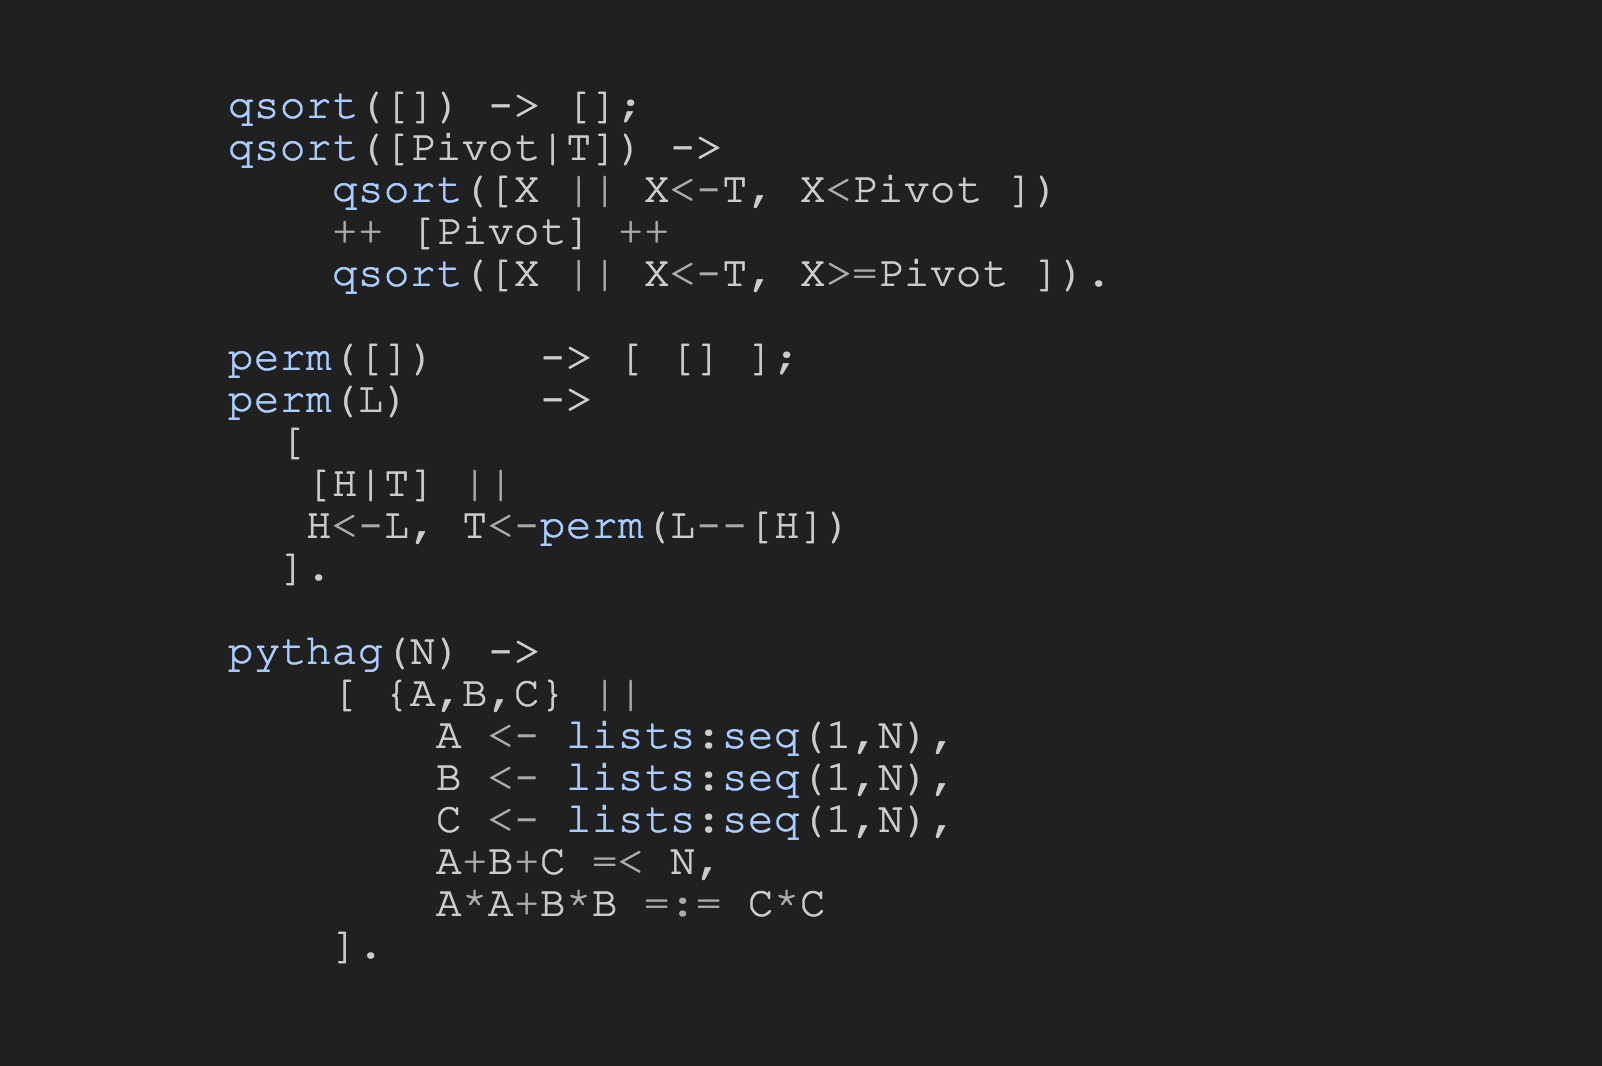 qsort([]) -> [];
qsort([Pivot|T]) ->
    qsort([X || X<-T, X<Pivot ])
    ++ [Pivot] ++
    qsort([X || X<-T, X>=Pivot ]).

perm([])    -> [ [] ];
perm(L)     ->
  [
   [H|T] ||
   H<-L, T<-perm(L--[H])
  ].

pythag(N) ->
    [ {A,B,C} ||
        A <- lists:seq(1,N),
        B <- lists:seq(1,N),
        C <- lists:seq(1,N),
        A+B+C =< N,
        A*A+B*B =:= C*C
    ].